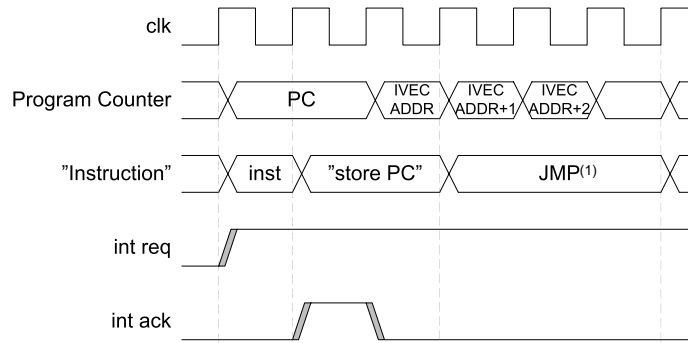 clk
Program Counter
PC
IVEC
ADDR
IVEC
ADDR+1
IVEC
ADDR+2
”Instruction”
inst
”store PC”
JMP(1)
int req
int ack